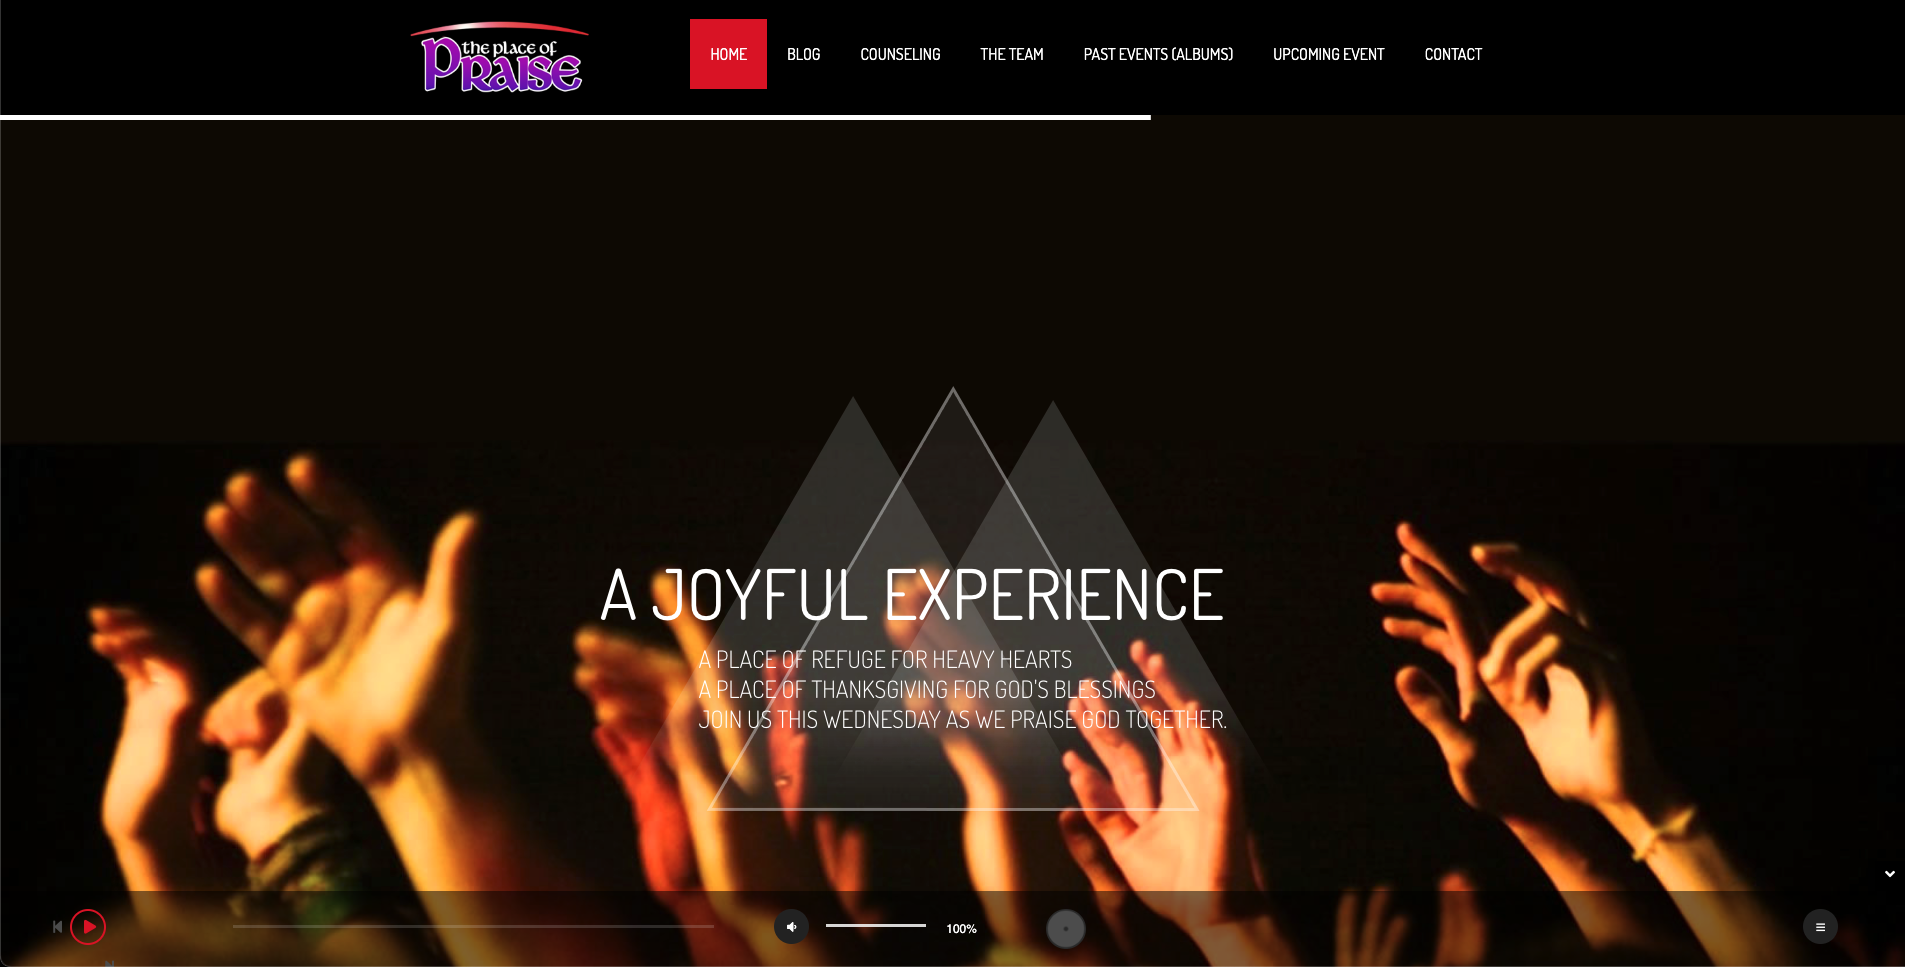 the place of
PRAISE
HOME BLOG COUNSELING THE TEAM PAST EVENTS (ALBUMS) UPCOMING EVENT CONTACT
A JOYFUL EXPERIENCE
A PLACE OF REFUGE FOR HEAVY HEARTS
A PLACE OF THANKSGIVING FOR GOD'S BLESSINGS
JOIN US THIS WEDNESDAY AS WE PRAISE GOD TOGETHER.
100%